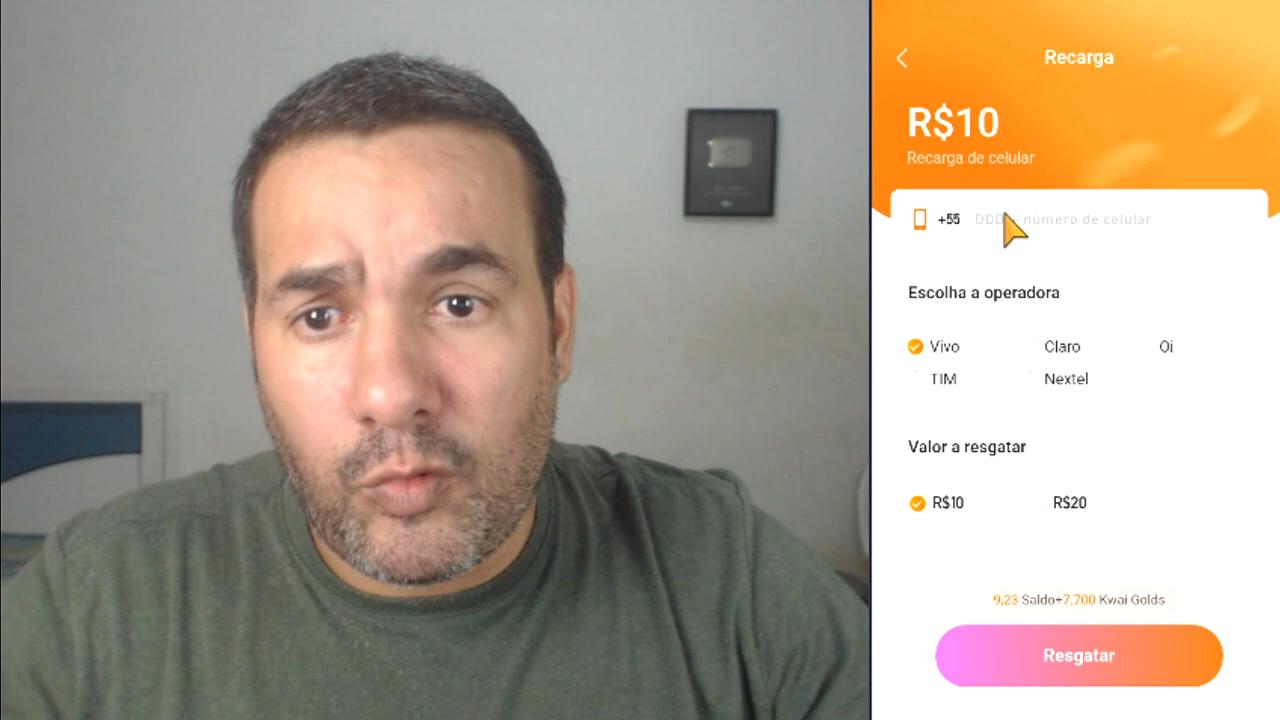 Recarga
R$10
Recarga de celular
+55 DDD + número de celular
Escolha a operadora
Vivo Claro Oi
TIM Nextel
Valor a resgatar
R$10 R$20
9,23 Saldo+7.700 Kwai Golds
Resgatar